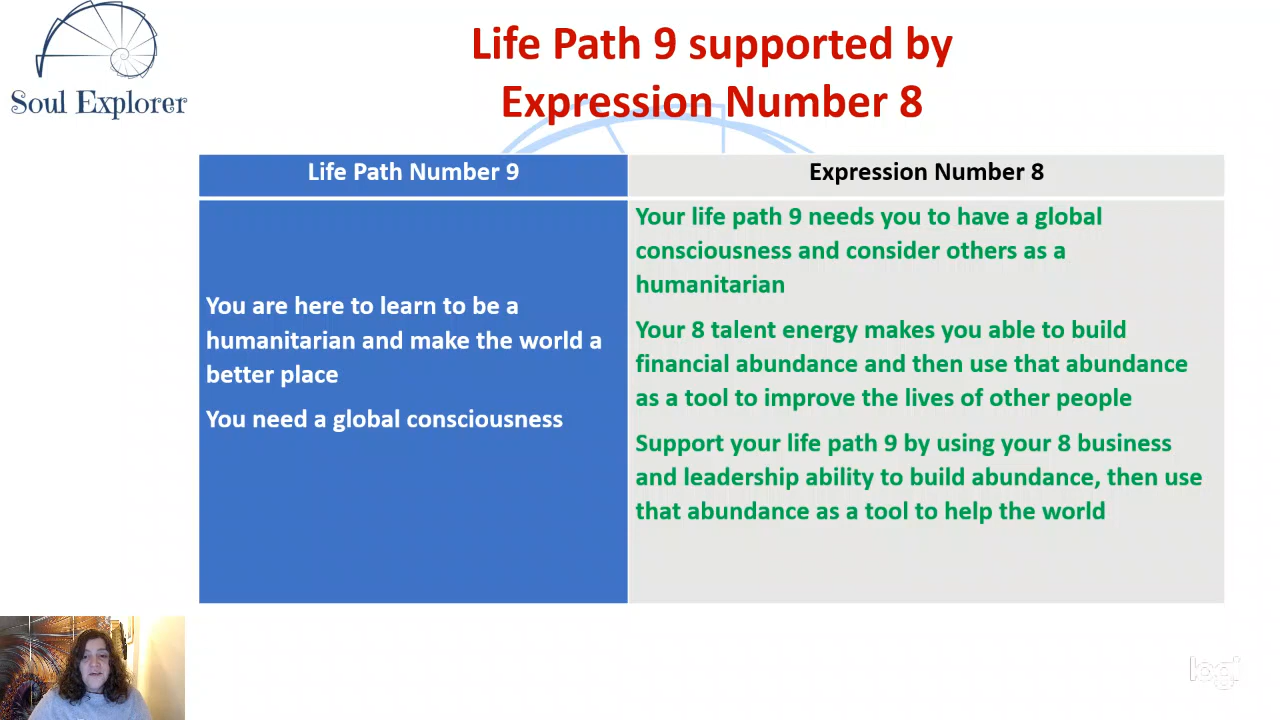 Soul Explorer
Life Path 9 supported by
Expression Number 8
Life Path Number 9
Expression Number 8
You are here to learn to be a
humanitarian and make the world a
better place
You need a global consciousness
Your life path 9 needs you to have a global
consciousness and consider others as a
humanitarian
Your 8 talent energy makes you able to build
financial abundance and then use that abundance
as a tool to improve the lives of other people
Support your life path 9 by using your 8 business
and leadership ability to build abundance, then use
that abundance as a tool to help the world
logi